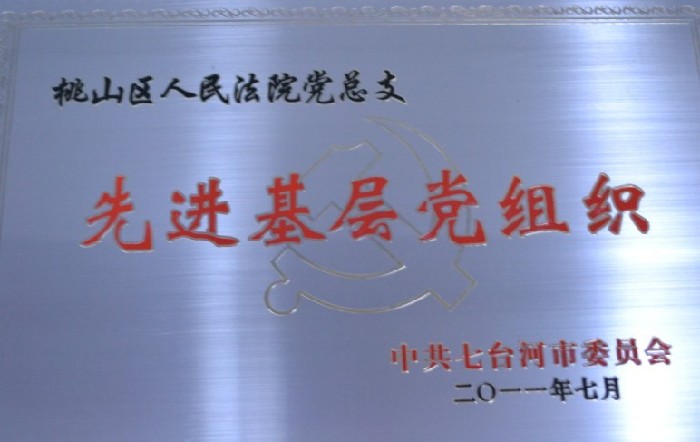 桃山区人民法院党总支
先进基层党组织
中共七台河市委员会
二〇一一年七月